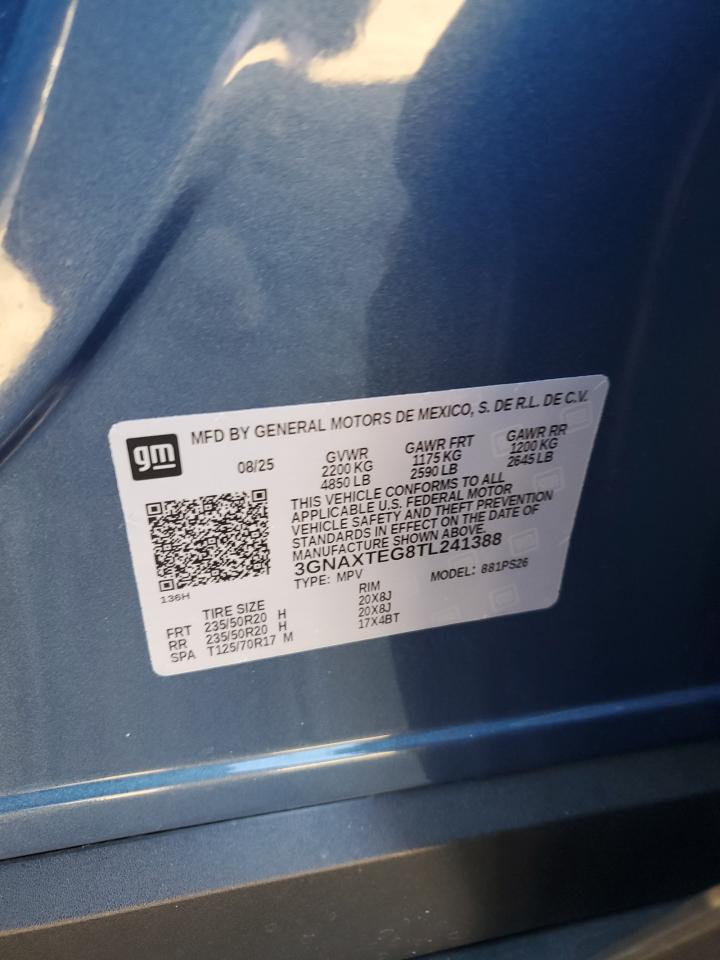 gm
MFD BY GENERAL MOTORS DE MEXICO, S. DE R.L. DE C.V.
08/25
GVWR GAWR FRT GAWR RR
2200 KG 1175 KG 1200 KG
4850 LB 2590 LB 2645 LB
THIS VEHICLE CONFORMS TO ALL
APPLICABLE U.S. FEDERAL MOTOR
VEHICLE SAFETY AND THEFT PREVENTION
STANDARDS IN EFFECT ON THE DATE OF
MANUFACTURE SHOWN ABOVE.
3GNAXTEG8TL241388
TYPE: MPV MODEL: 881PS26
136H
TIRE SIZE RIM
FRT 235/50R20 H 20X8J
RR 235/50R20 H 20X8J
SPA T125/70R17 M 17X4BT